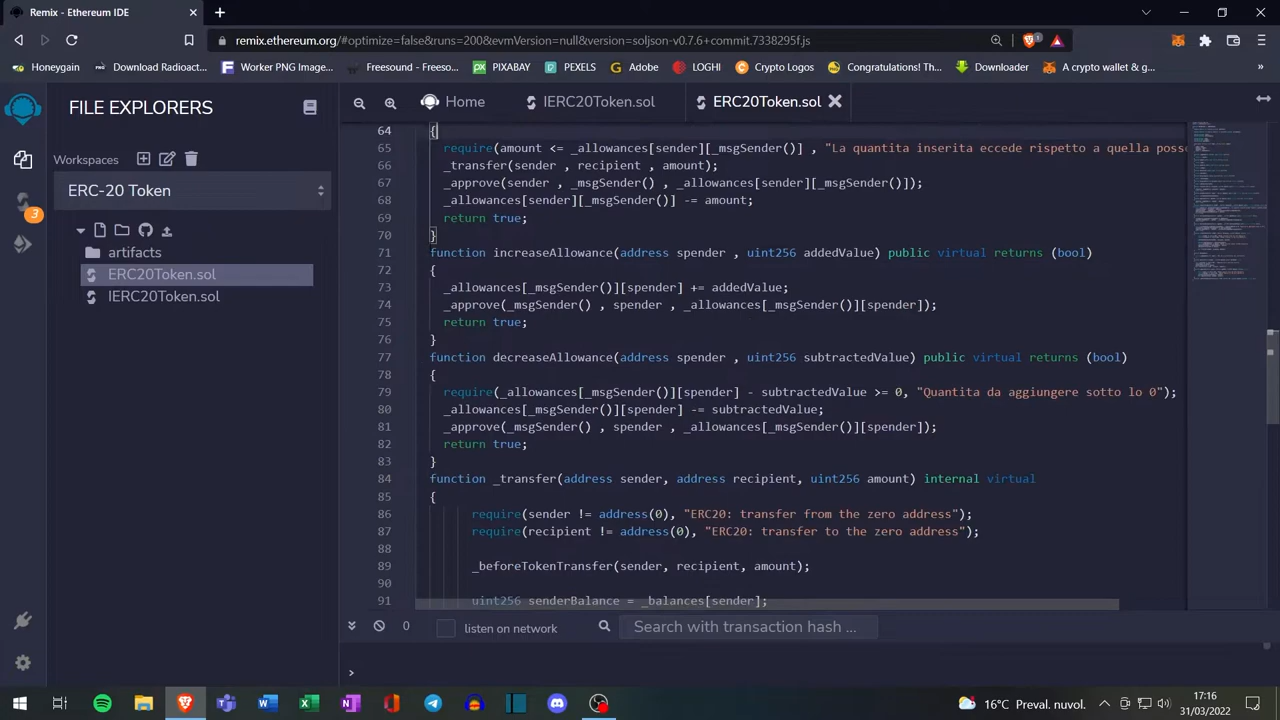 Remix - Ethereum IDE
remix.ethereum.org/#optimize=false&runs=200&evmVersion=null&version=soljson-v0.7.6+commit.7338295f.js
1
Honeygain
Download Radioact...
Worker PNG Image...
Freesound - Freeso...
PIXABAY
PEXELS
Adobe
LOGHI
Crypto Logos
Congratulations! Th...
Downloader
A crypto wallet & g...
»
FILE EXPLORERS
Home
IERC20Token.sol
ERC20Token.sol
Workspaces
ERC-20 Token
3
artifacts
ERC20Token.sol
IERC20Token.sol
64 {
65 require(amount <= _allowances[sender][_msgSender()] , "La quantita inserita eccede rispetto a quella posse
66 _transfer(sender , recipient , amount);
67 _approve(sender , _msgSender() , _allowances[sender][_msgSender()]);
68 _allowances[sender][_msgSender()] -= amount;
69 return true;
70 }
71 function increaseAllowance(address spender , uint256 addedValue) public virtual returns (bool)
72 {
73 _allowances[_msgSender()][spender] += addedValue;
74 _approve(_msgSender() , spender , _allowances[_msgSender()][spender]);
75 return true;
76 }
77 function decreaseAllowance(address spender , uint256 subtractedValue) public virtual returns (bool)
78 {
79 require(_allowances[_msgSender()][spender] - subtractedValue >= 0, "Quantita da aggiungere sotto lo 0");
80 _allowances[_msgSender()][spender] -= subtractedValue;
81 _approve(_msgSender() , spender , _allowances[_msgSender()][spender]);
82 return true;
83 }
84 function _transfer(address sender, address recipient, uint256 amount) internal virtual
85 {
86 require(sender != address(0), "ERC20: transfer from the zero address");
87 require(recipient != address(0), "ERC20: transfer to the zero address");
88
89 _beforeTokenTransfer(sender, recipient, amount);
90
91 uint256 senderBalance = _balances[sender];
0
listen on network
Search with transaction hash ...
>
16°C Preval. nuvol.
17:16
31/03/2022